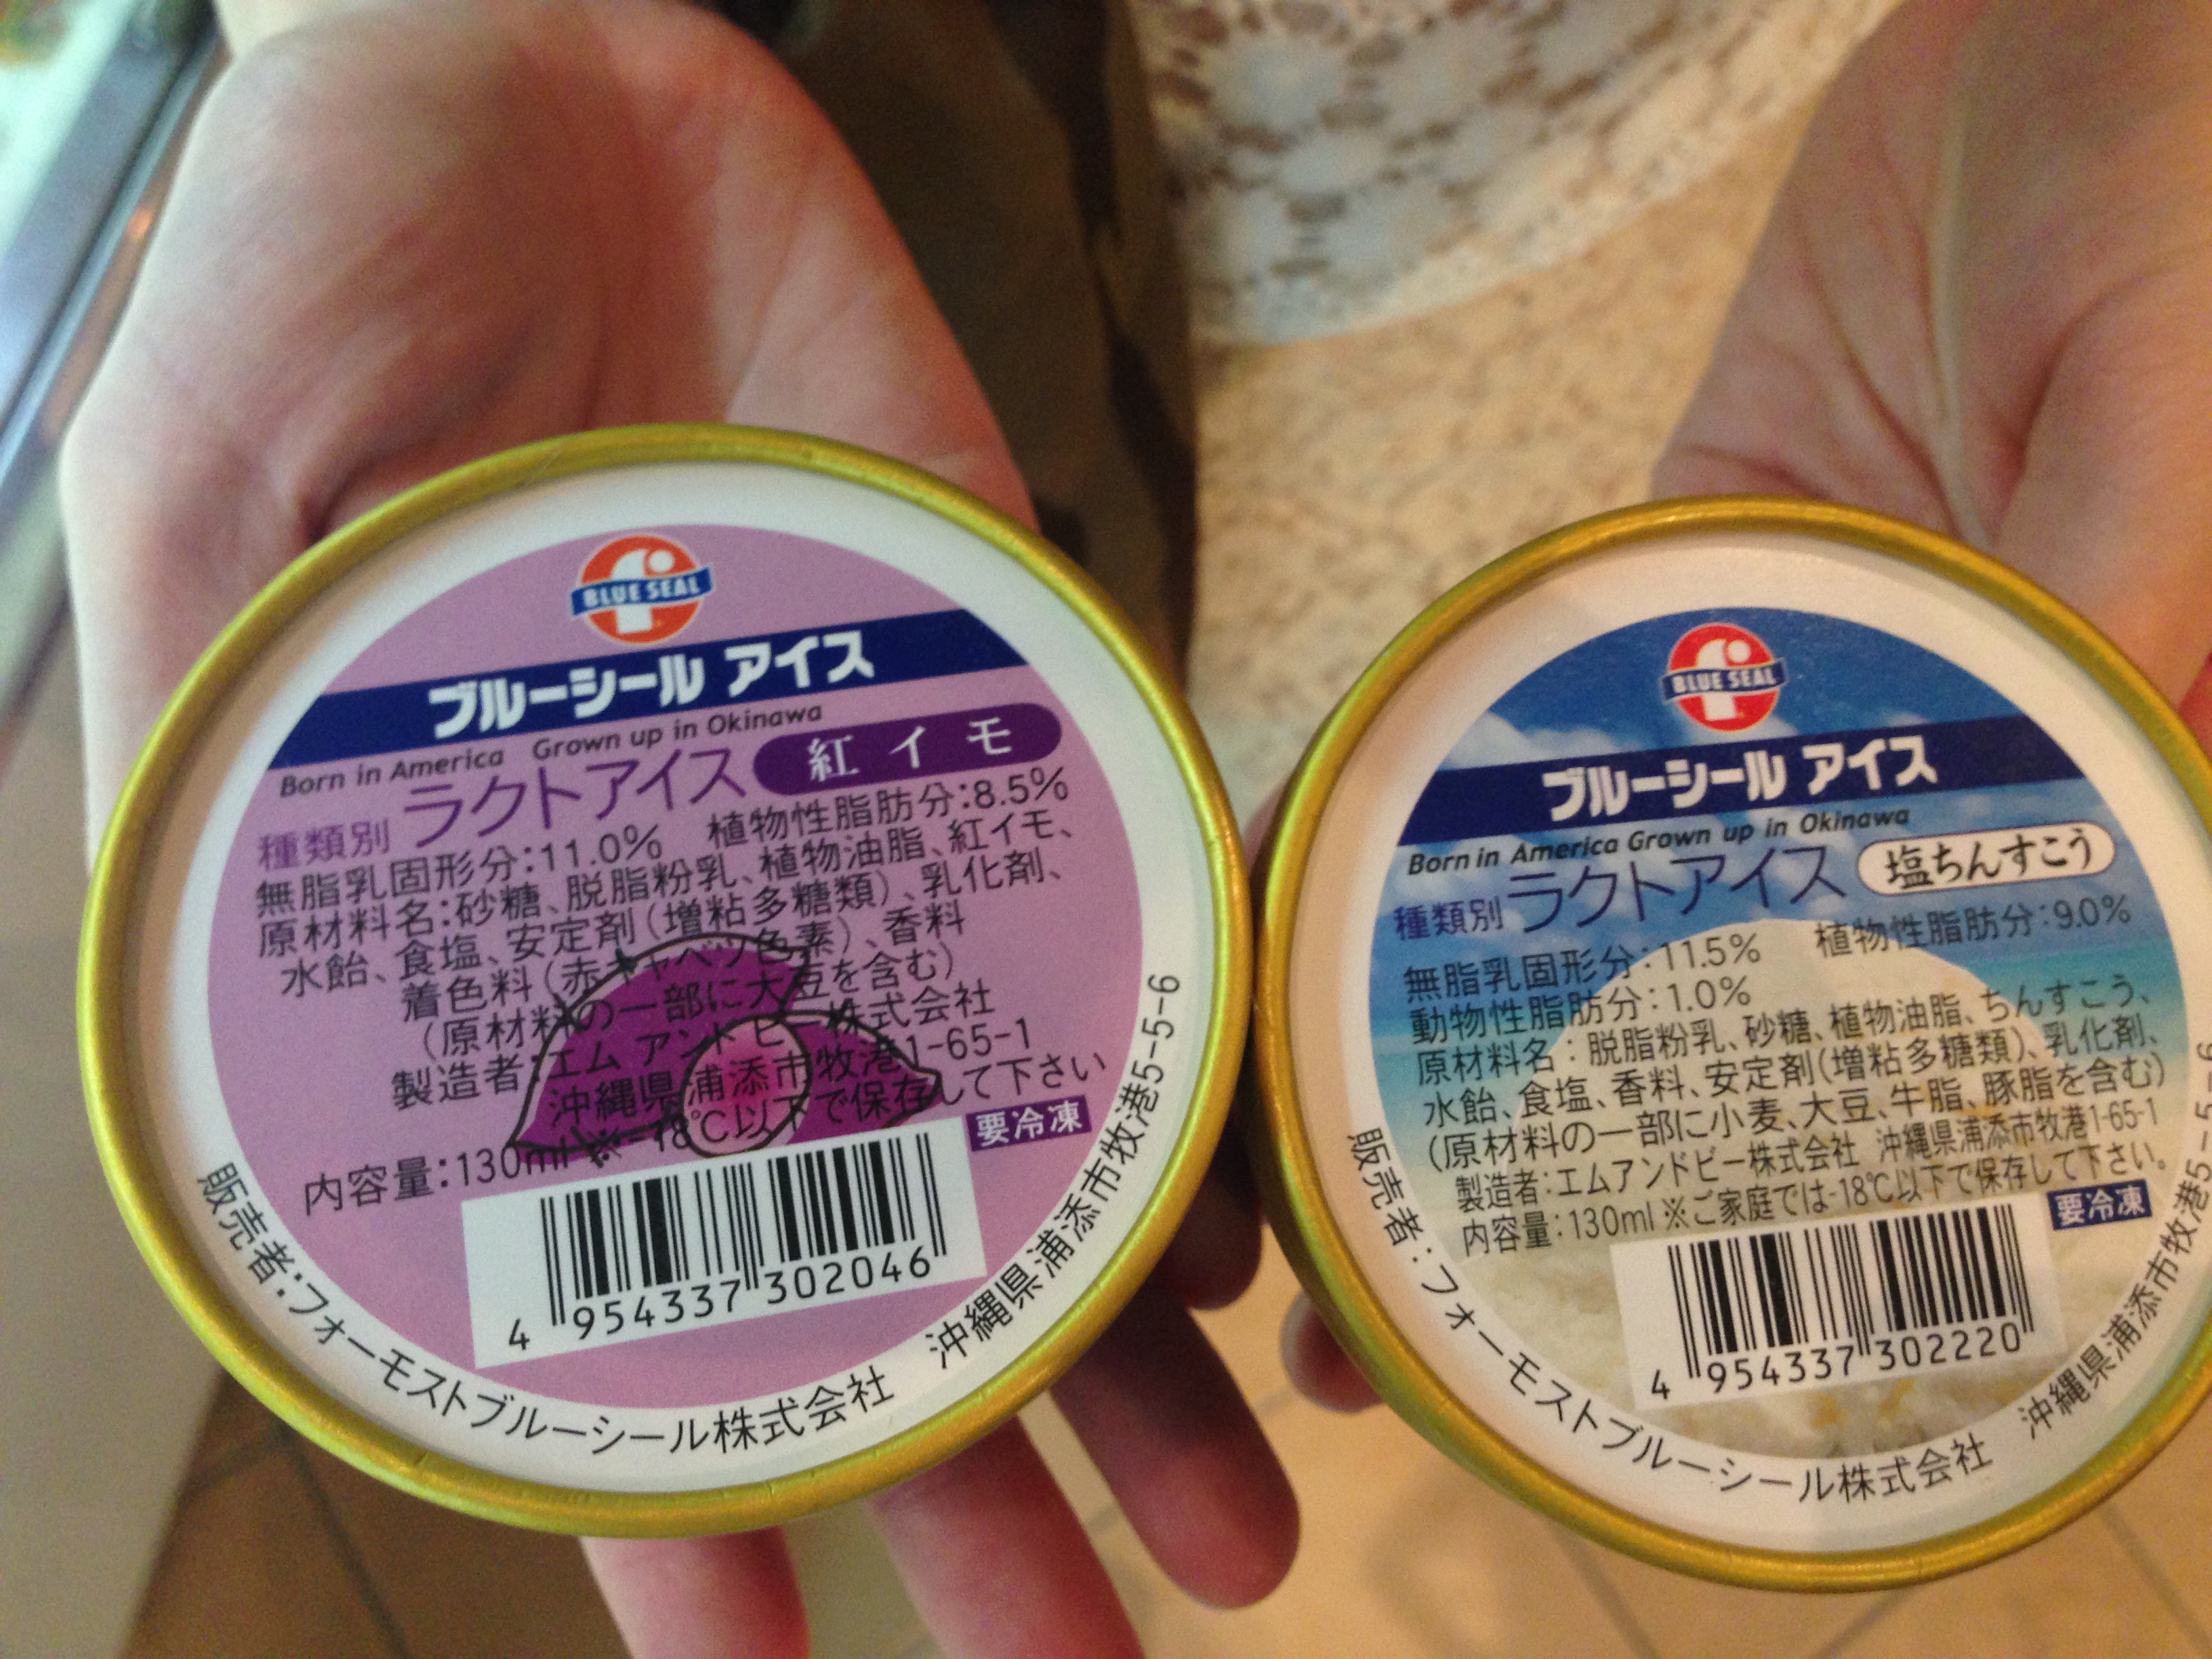 BLUE SEAL
ブルーシール アイス
Born in America Grown up in Okinawa
種類別 ラクトアイス 紅イモ
無脂乳固形分:11.0% 植物性脂肪分:8.5%
原材料名:砂糖、脱脂粉乳、植物油脂、紅イモ、
水飴、食塩、安定剤(増粘多糖類)、乳化剤、
着色料(赤キャベツ色素)、香料
(原材料の一部に大豆を含む)
製造者:エムアンドビー株式会社
沖縄県浦添市牧港1-65-1
内容量:130ml ※-18℃以下で保存して下さい
要冷凍
4 954337 302046
販売者:フォーモストブルーシール株式会社 沖縄県浦添市牧港5-5-6
BLUE SEAL
ブルーシール アイス
Born in America Grown up in Okinawa
種類別 ラクトアイス 塩ちんすこう
無脂乳固形分:11.5% 植物性脂肪分:9.0%
動物性脂肪分:1.0%
原材料名:脱脂粉乳、砂糖、植物油脂、ちんすこう、
水飴、食塩、香料、安定剤(増粘多糖類)、乳化剤、
(原材料の一部に小麦、大豆、牛脂、豚脂を含む)
製造者:エムアンドビー株式会社 沖縄県浦添市牧港1-65-1
内容量:130ml ※ご家庭では-18℃以下で保存して下さい。
要冷凍
4 954337 302220
販売者:フォーモストブルーシール株式会社 沖縄県浦添市牧港5-5-6